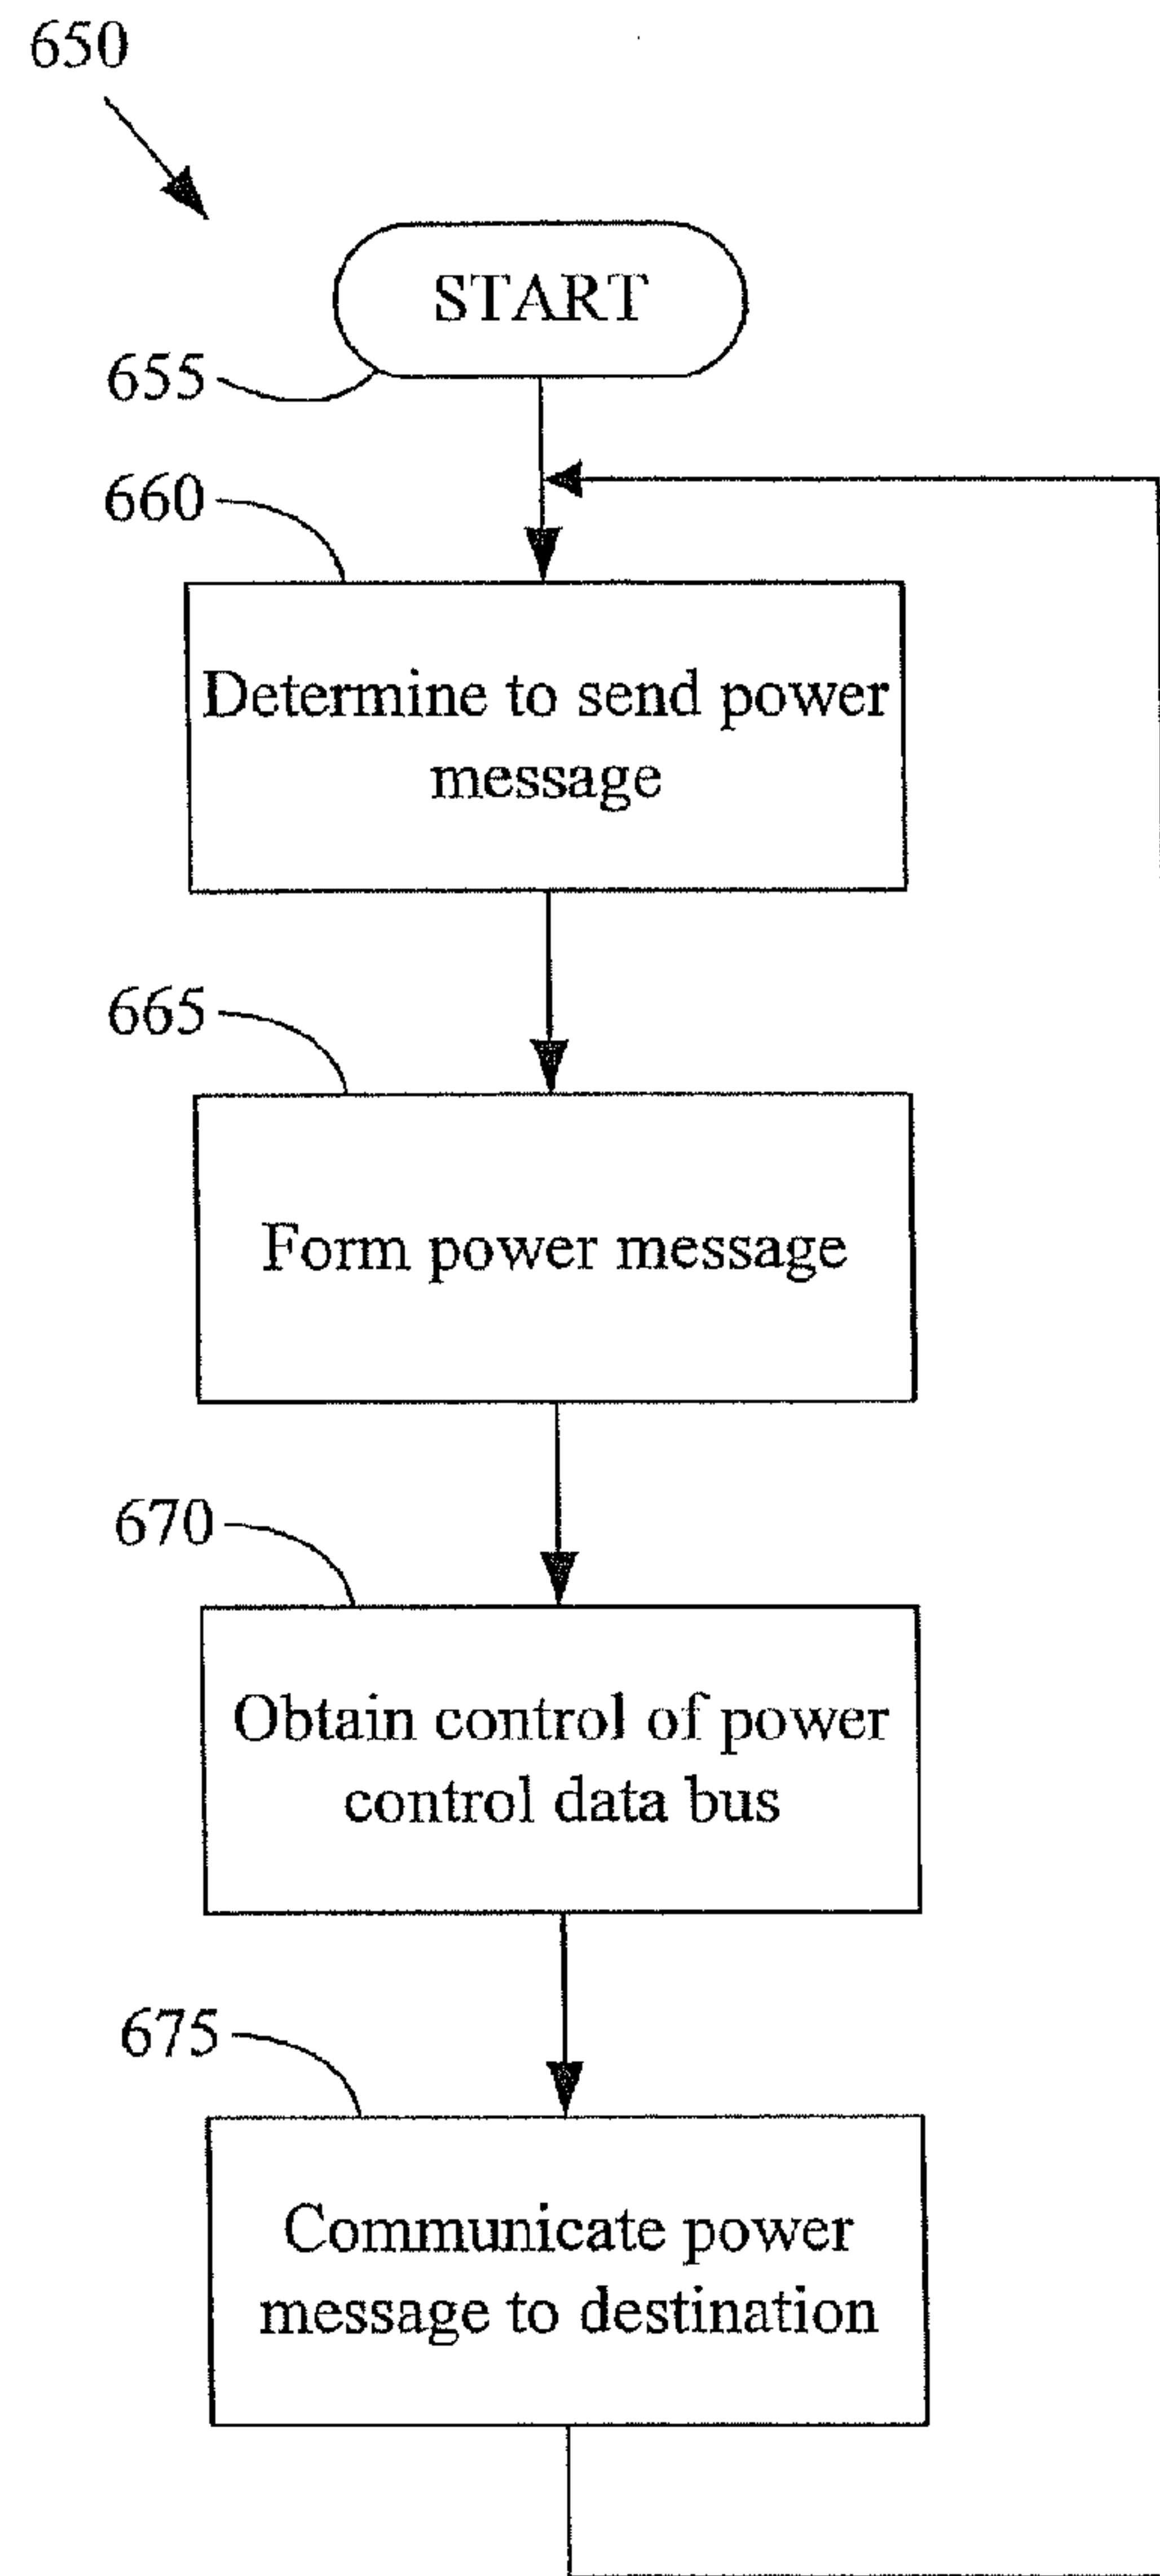 650
START
655
660
Determine to send power
message
665
Form power message
670
Obtain control of power
control data bus
675
Communicate power
message to destination